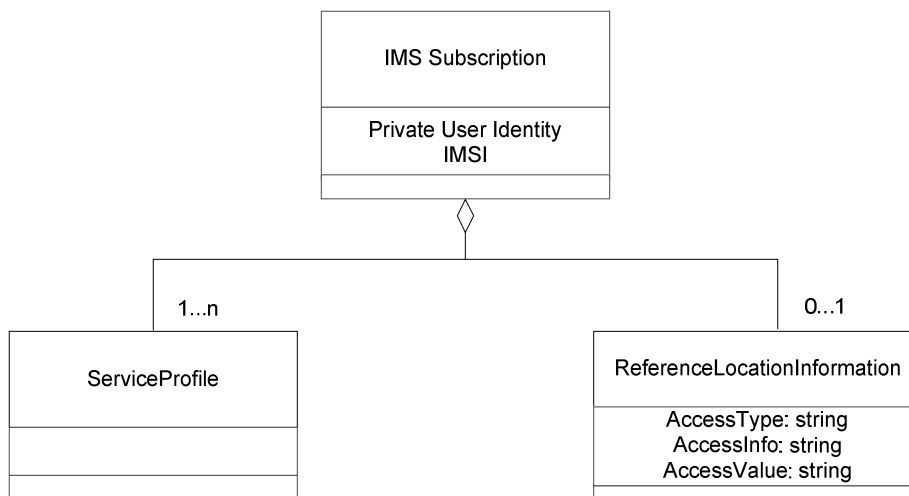 IMS Subscription
Private User Identity
IMSI
1...n
0...1
ServiceProfile
ReferenceLocationInformation
AccessType: string
AccessInfo: string
AccessValue: string